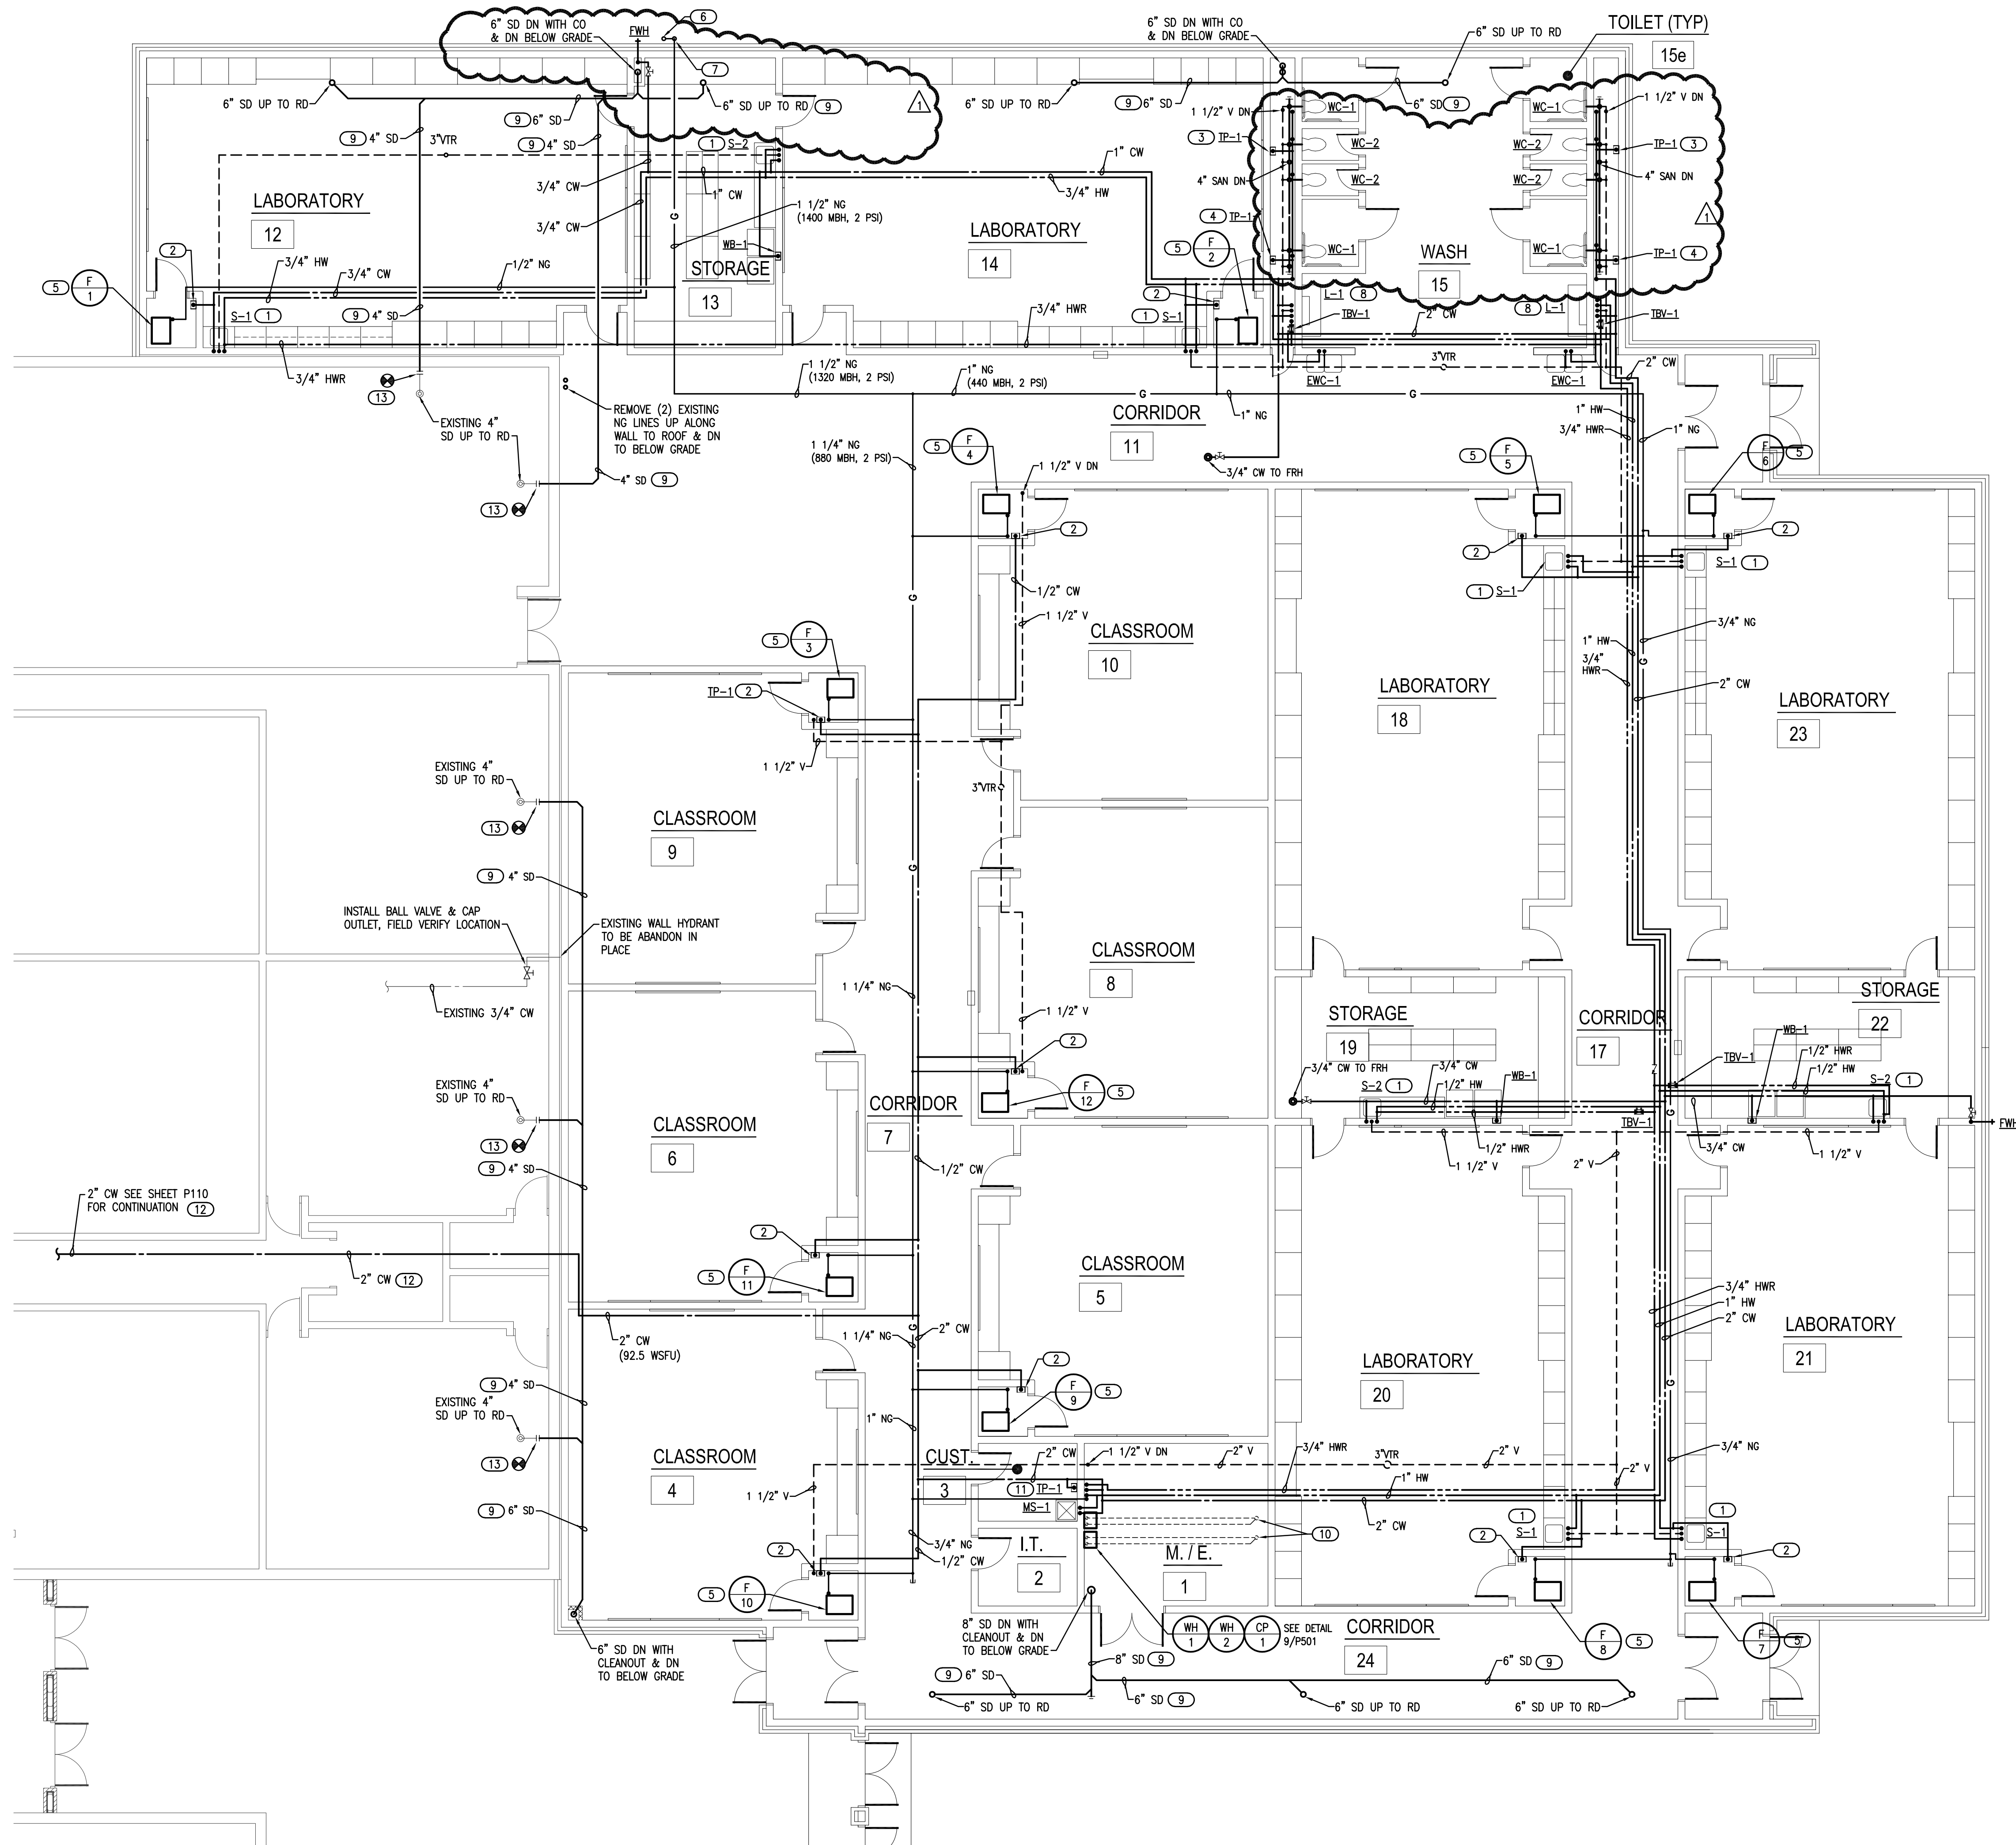 6" SD DN WITH CO
& DN BELOW GRADE
FWH
6
7
6" SD DN WITH CO
& DN BELOW GRADE
6" SD UP TO RD
TOILET (TYP)
15e
6" SD UP TO RD
9 6" SD
6" SD UP TO RD 9
1
6" SD UP TO RD
9 6" SD
1 1/2" V DN
6" SD 9
WC-1
WC-1
1 1/2" V DN
9 4" SD
3"VTR
9 4" SD
1 S-2
3 TP-1
WC-2
WC-2
TP-1 3
1" CW
3/4" CW
1" CW
3/4" HW
4" SAN DN
WC-2
WC-2
4" SAN DN
LABORATORY
12
3/4" CW
G
1 1/2" NG
(1400 MBH, 2 PSI)
WB-1
LABORATORY
14
4 TP-1
WC-1
WC-1
TP-1 4
1
2
3/4" HW
3/4" CW
1/2" NG
STORAGE
13
5 F 2
WASH
15
5 F 1
S-1 1
9 4" SD
2
1 S-1
L-1 8
8 L-1
TBV-1
2" CW
TBV-1
3/4" HWR
3/4" HWR
1 1/2" NG
(1320 MBH, 2 PSI)
1" NG
(440 MBH, 2 PSI)
3"VTR
2" CW
EWC-1
EWC-1
13
EXISTING 4"
SD UP TO RD
REMOVE (2) EXISTING
NG LINES UP ALONG
WALL TO ROOF & DN
TO BELOW GRADE
G
G
1" NG
CORRIDOR
11
1" HW
3/4" HWR
1" NG
1 1/4" NG
(880 MBH, 2 PSI)
5 F 4
5 F 5
F 6 5
1 1/2" V DN
3/4" CW TO FRH
4" SD 9
13
2
2
2
S-1 1
1 S-1
G
1/2" CW
1 1/2" V
CLASSROOM
10
5 F 3
3/4" NG
1" HW
3/4"
HWR
G
2" CW
TP-1 2
LABORATORY
18
LABORATORY
23
1 1/2" V
EXISTING 4"
SD UP TO RD
13
3"VTR
CLASSROOM
9
G
9 4" SD
INSTALL BALL VALVE & CAP
OUTLET, FIELD VERIFY LOCATION
EXISTING WALL HYDRANT
TO BE ABANDON IN
PLACE
EXISTING 3/4" CW
CLASSROOM
8
1 1/4" NG
1 1/2" V
STORAGE
19
CORRIDOR
17
STORAGE
22
2
WB-1
TBV-1
1/2" HWR
1/2" HW
3/4" CW TO FRH
3/4" CW
1/2" HW
S-2 1
WB-1
S-2 1
EXISTING 4"
SD UP TO RD
F 12 5
CORRIDOR
7
G
TBV-1
FWH
CLASSROOM
6
13
9 4" SD
1/2" CW
1/2" HWR
1 1/2" V
2" V
3/4" CW
1 1/2" V
2" CW SEE SHEET P110
FOR CONTINUATION 12
2
2" CW 12
5 F 11
CLASSROOM
5
3/4" HWR
1" HW
2" CW
G
2" CW
(92.5 WSFU)
1 1/4" NG
2" CW
LABORATORY
21
LABORATORY
20
9 4" SD
2
F 9 5
G
EXISTING 4"
SD UP TO RD
13
1" NG
CLASSROOM
4
CUST.
3
2" CW
1 1/2" V DN
2" V
3/4" HWR
3"VTR
2" V
3/4" NG
1" HW
2" V
1 1/2" V
11 TP-1
MS-1
9 6" SD
2" CW
1
S-1
1
S-1
10
3/4" NG
1/2" CW
I.T.
2
M./E.
1
2
2
2
5 F 10
WH 1
WH 2
CP 1
SEE DETAIL
9/P501
CORRIDOR
24
F 8 5
F 7 5
8" SD DN WITH
CLEANOUT & DN
TO BELOW GRADE
6" SD DN WITH
CLEANOUT & DN
TO BELOW GRADE
8" SD 9
9 6" SD
6" SD 9
6" SD 9
6" SD UP TO RD
6" SD UP TO RD
6" SD UP TO RD